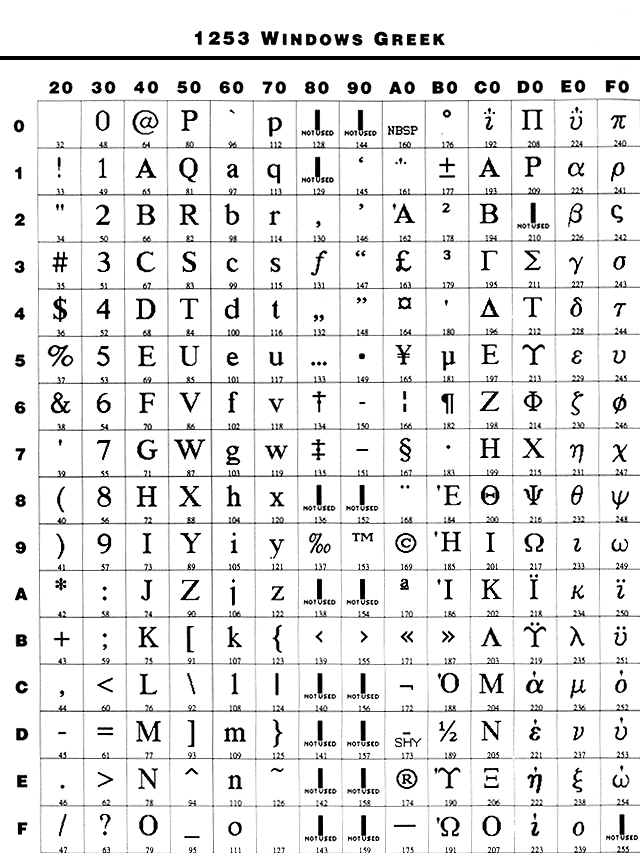 1253 WINDOWS GREEK
20 30 40 50 60 70 80 90 A0 B0 C0 D0 E0 F0
0 0 @ P ` p NOT USED NOT USED NBSP ° ΐ Π ΰ π
32 48 64 80 96 112 128 144 160 176 192 208 224 240
1 ! 1 A Q a q NOT USED ‘ ΅ ± Α Ρ α ρ
33 49 65 81 97 113 129 145 161 177 193 209 225 241
2 " 2 B R b r ‚ ’ Ά ² Β NOT USED β ς
34 50 66 82 98 114 130 146 162 178 194 210 226 242
3 # 3 C S c s ƒ “ £ ³ Γ Σ γ σ
35 51 67 83 99 115 131 147 163 179 195 211 227 243
4 $ 4 D T d t „ ” ¤ ΄ Δ Τ δ τ
36 52 68 84 100 116 132 148 164 180 196 212 228 244
5 % 5 E U e u … • ¥ µ Ε ϒ ε υ
37 53 69 85 101 117 133 149 165 181 197 213 229 245
6 & 6 F V f v † - ¦ ¶ Ζ Φ ζ φ
38 54 70 86 102 118 134 150 166 182 198 214 230 246
7 ' 7 G W g w ‡ – § · Η Χ η χ
39 55 71 87 103 119 135 151 167 183 199 215 231 247
8 ( 8 H X h x NOT USED NOT USED ¨ Έ Θ Ψ θ ψ
40 56 72 88 104 120 136 152 168 184 200 216 232 248
9 ) 9 I Y i y ‰ ™ © Ή Ι Ω ι ω
41 57 73 89 105 121 137 153 169 185 201 217 233 249
A * : J Z j z NOT USED NOT USED ª Ί Κ Ϊ κ ϊ
42 58 74 90 106 122 138 154 170 186 202 218 234 250
B + ; K [ k { ‹ › « » Λ ϔ λ ϋ
43 59 75 91 107 123 139 155 171 187 203 219 235 251
C , < L \ l | NOT USED NOT USED ¬ Ό Μ ά μ ό
44 60 76 92 108 124 140 156 172 188 204 220 236 252
D - = M ] m } NOT USED NOT USED SHY ½ Ν έ ν ύ
45 61 77 93 109 125 141 157 173 189 205 221 237 253
E . > N ^ n ~ NOT USED NOT USED ® Ύ Ξ ή ξ ώ
46 62 78 94 110 126 142 158 174 190 206 222 238 254
F / ? O _ o NOT USED NOT USED — Ώ Ο ί ο NOT USED
47 63 79 95 111 127 143 159 175 191 207 223 239 255